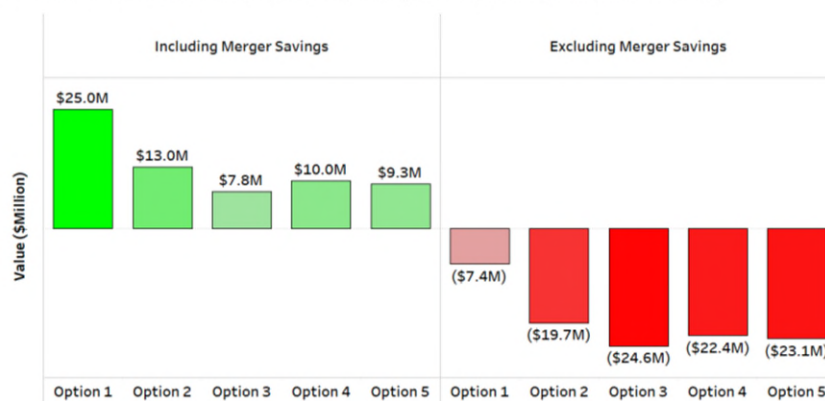 Including Merger Savings
Excluding Merger Savings
Value ($Million)
$25.0M
$13.0M
$7.8M
$10.0M
$9.3M
($7.4M)
($19.7M)
($24.6M)
($22.4M)
($23.1M)
Option 1 Option 2 Option 3 Option 4 Option 5 Option 1 Option 2 Option 3 Option 4 Option 5